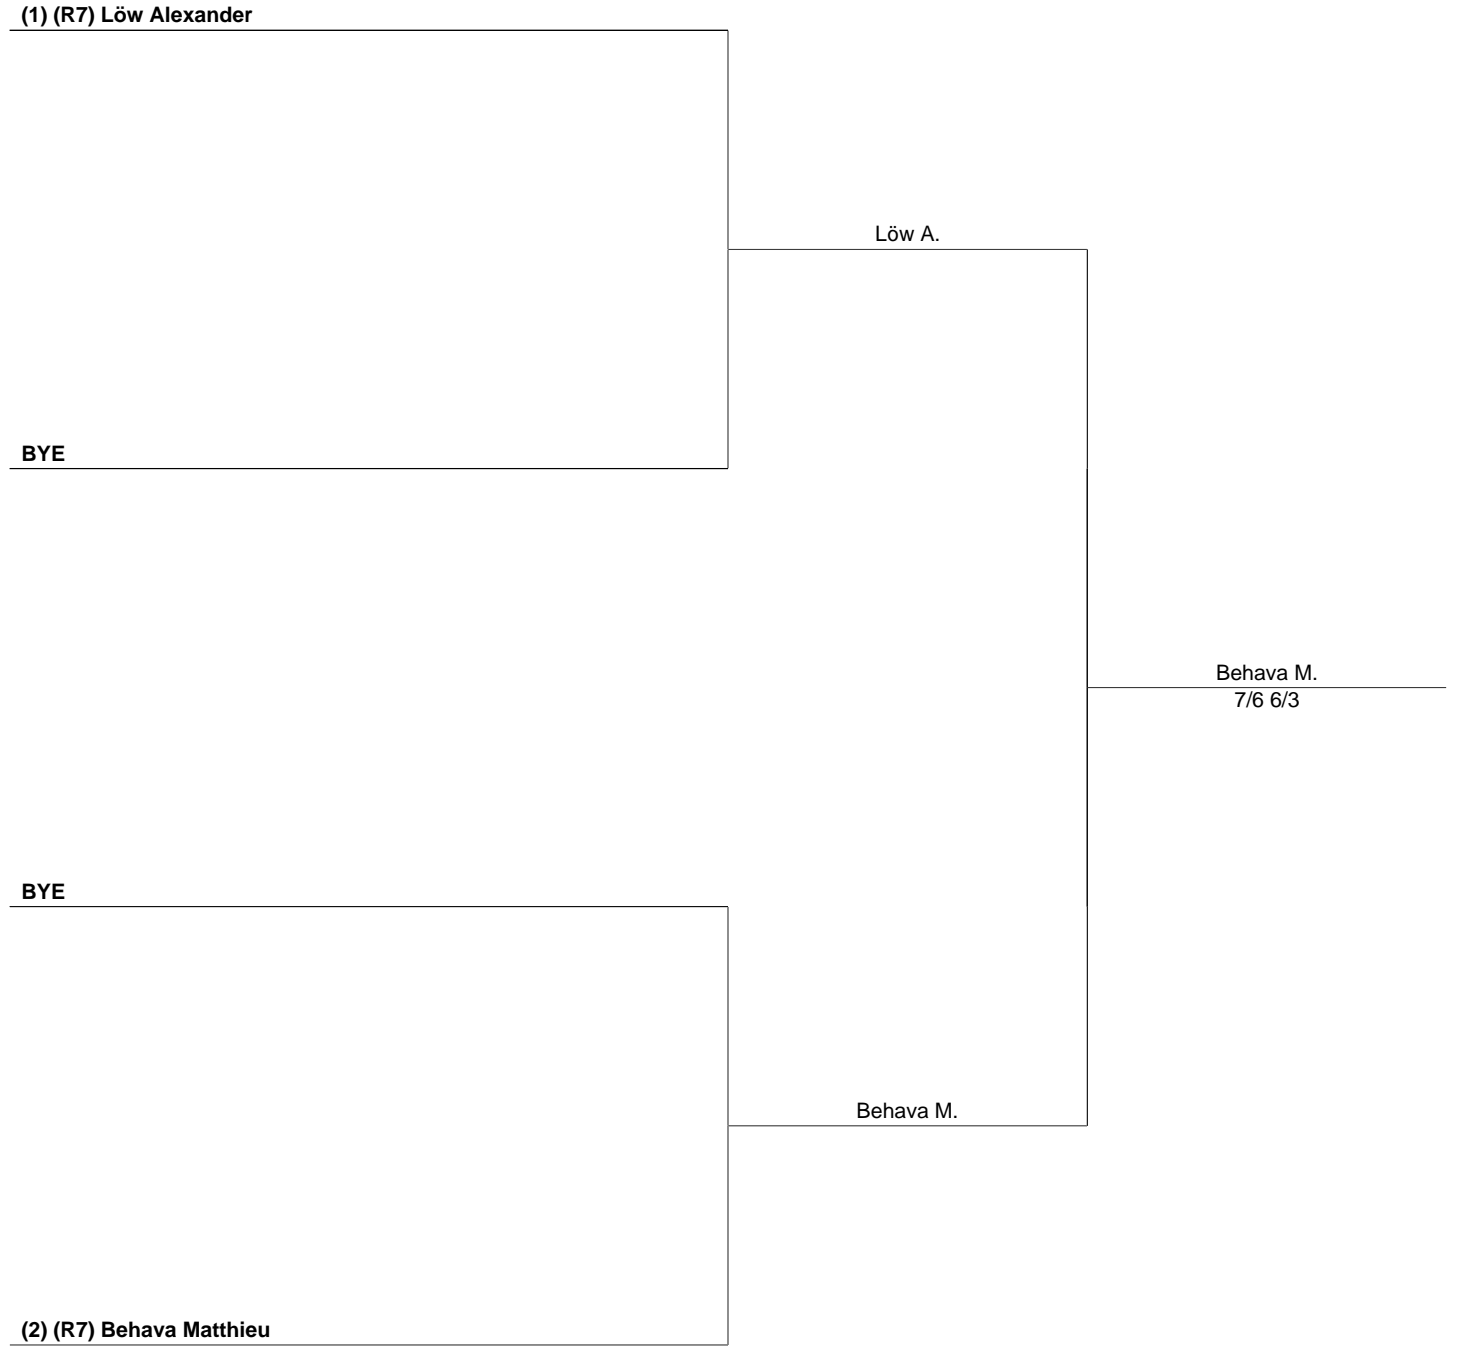 (1) (R7) Löw Alexander
Löw A.
BYE
Behava M.
7/6 6/3
BYE
Behava M.
(2) (R7) Behava Matthieu